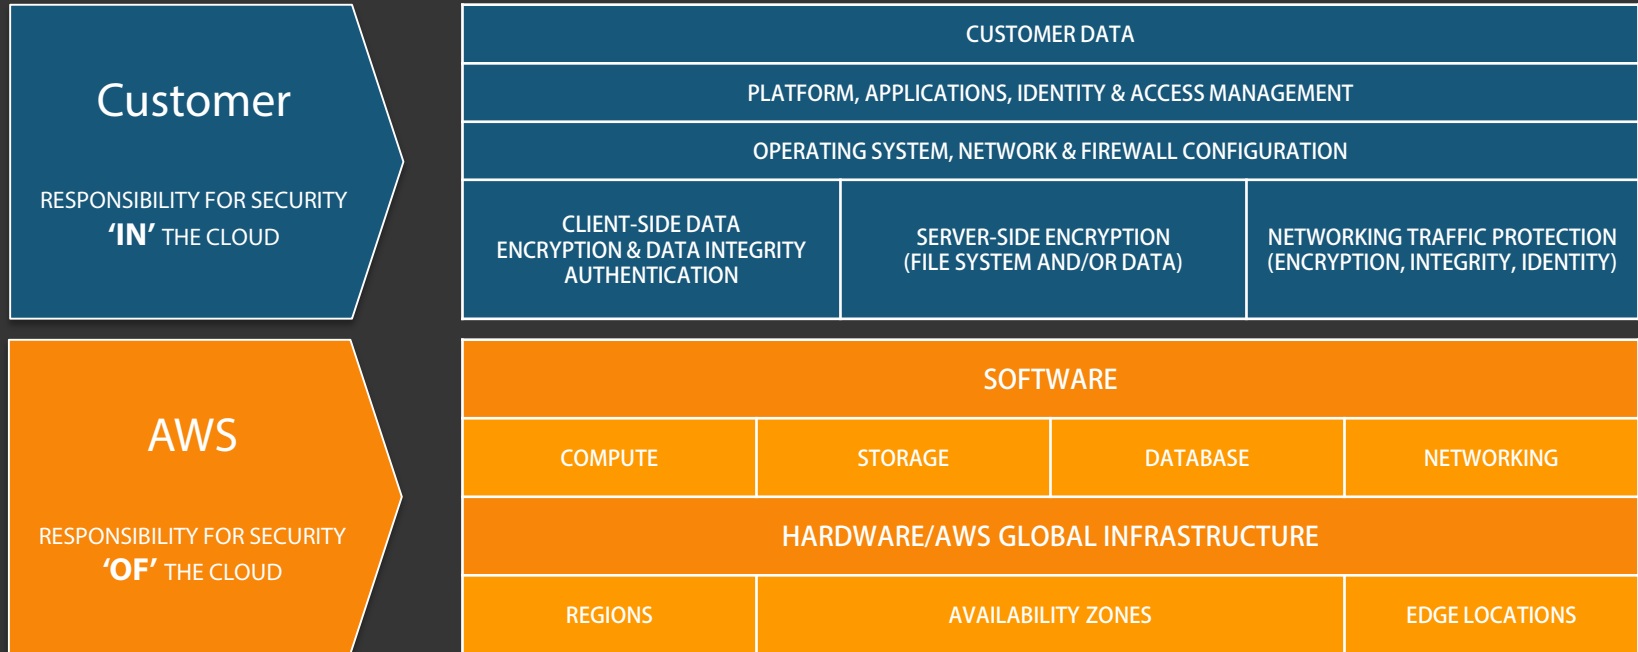 Customer
RESPONSIBILITY FOR SECURITY
‘IN’ THE CLOUD
CUSTOMER DATA
PLATFORM, APPLICATIONS, IDENTITY & ACCESS MANAGEMENT
OPERATING SYSTEM, NETWORK & FIREWALL CONFIGURATION
CLIENT-SIDE DATA
ENCRYPTION & DATA INTEGRITY
AUTHENTICATION
SERVER-SIDE ENCRYPTION
(FILE SYSTEM AND/OR DATA)
NETWORKING TRAFFIC PROTECTION
(ENCRYPTION, INTEGRITY, IDENTITY)
AWS
RESPONSIBILITY FOR SECURITY
‘OF’ THE CLOUD
SOFTWARE
COMPUTE
STORAGE
DATABASE
NETWORKING
HARDWARE/AWS GLOBAL INFRASTRUCTURE
REGIONS
AVAILABILITY ZONES
EDGE LOCATIONS